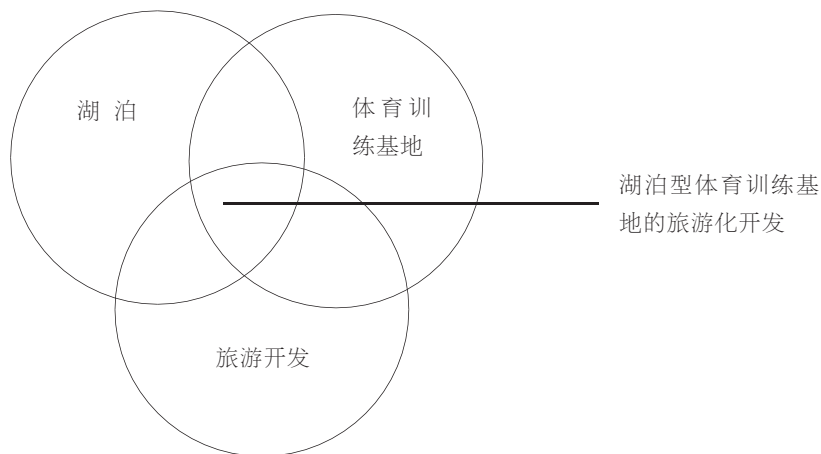 湖 泊
体育训
练基地
湖泊型体育训练基
地的旅游化开发
旅游开发